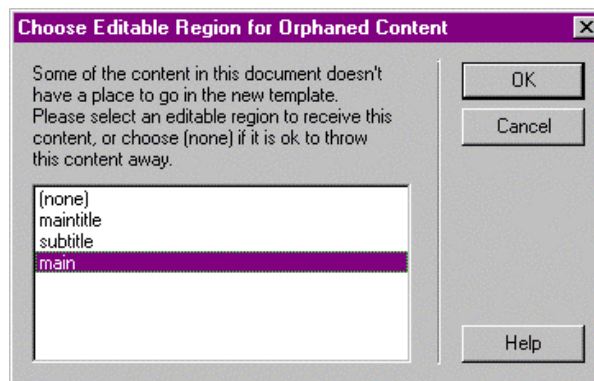 Choose Editable Region for Orphaned Content
Some of the content in this document doesn't
have a place to go in the new template.
Please select an editable region to receive this
content, or choose (none) if it is ok to throw
this content away.
OK
Cancel
(none)
maintitle
subtitle
main
Help